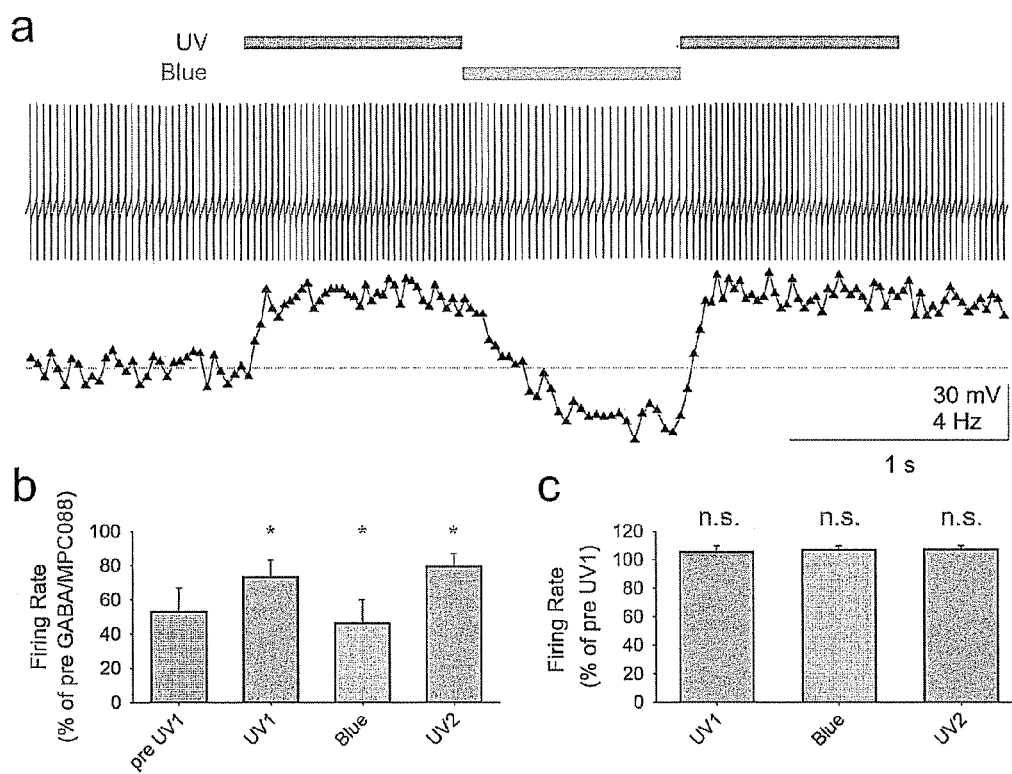 a
UV
Blue
30 mV
4 Hz
1 s
b
Firing Rate
(% of pre GABA/MPC088)
100
80
60
40
20
0
*
*
*
pre UV1
UV1
Blue
UV2
c
Firing Rate
(% of pre UV1)
120
100
80
60
40
20
0
n.s.
n.s.
n.s.
UV1
Blue
UV2